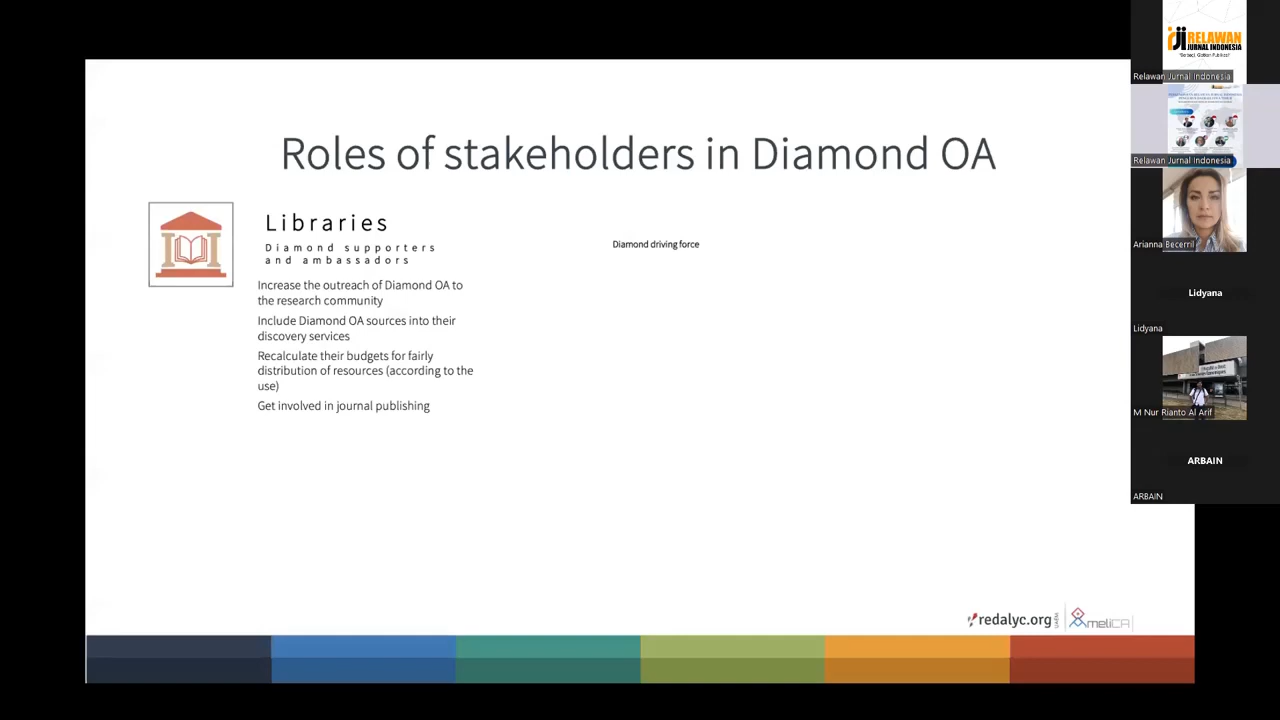 Roles of stakeholders in Diamond OA
Libraries
Diamond supporters
and ambassadors
Increase the outreach of Diamond OA to
the research community
Include Diamond OA sources into their
discovery services
Recalculate their budgets for fairly
distribution of resources (according to the
use)
Get involved in journal publishing
Diamond driving force
redalyc.org
UAEM
AmeliCA
RELAWAN
JURNAL INDONESIA
Relawan Jurnal Indonesia
Relawan Jurnal Indonesia
Arianna Becerril
Lidyana
Lidyana
M Nur Rianto Al Arif
ARBAIN
ARBAIN